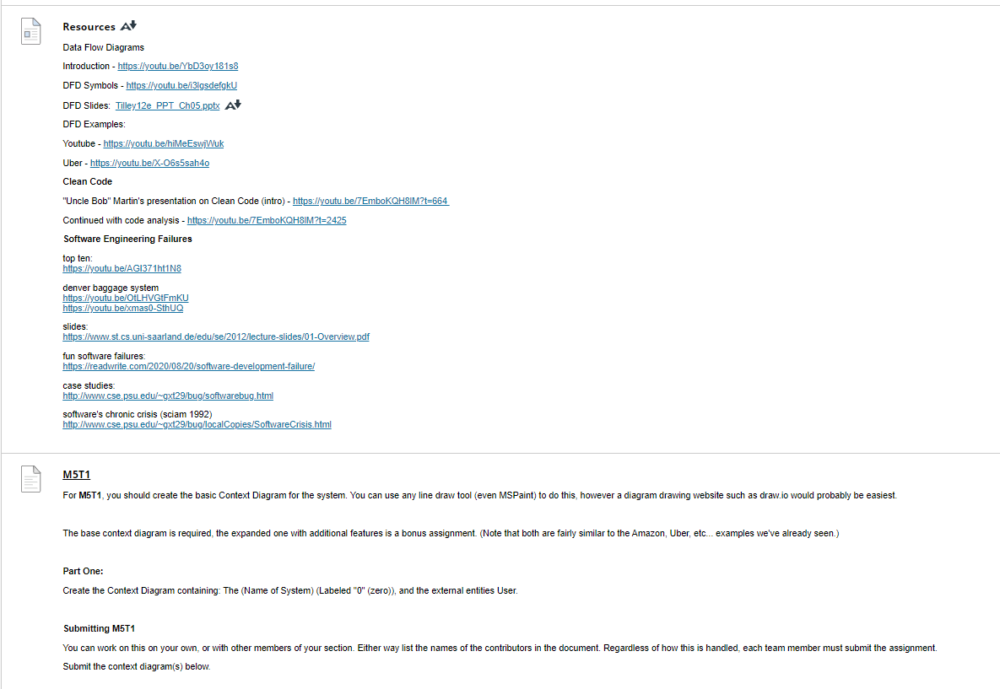 Resources
Data Flow Diagrams
Introduction - https://youtu.be/YbD3oy181s8
DFD Symbols - https://youtu.be/i3lgsdefgkU
DFD Slides: Tilley12e_PPT_Ch05.pptx
DFD Examples:
Youtube - https://youtu.be/hiMeEswjWuk
Uber - https://youtu.be/X-O6s5sah4o
Clean Code
"Uncle Bob" Martin's presentation on Clean Code (intro) - https://youtu.be/7EmboKQH8lM?t=664
Continued with code analysis - https://youtu.be/7EmboKQH8lM?t=2425
Software Engineering Failures
top ten:
https://youtu.be/AGI371ht1N8
denver baggage system
https://youtu.be/OtLHVGtFmKU
https://youtu.be/xmas0-SthUQ
slides:
https://www.st.cs.uni-saarland.de/edu/se/2012/lecture-slides/01-Overview.pdf
fun software failures:
https://readwrite.com/2020/08/20/software-development-failure/
case studies:
http://www.cse.psu.edu/~gxt29/bug/softwarebug.html
software's chronic crisis (sciam 1992)
http://www.cse.psu.edu/~gxt29/bug/localCopies/SoftwareCrisis.html
M5T1
For M5T1, you should create the basic Context Diagram for the system. You can use any line draw tool (even MSPaint) to do this, however a diagram drawing website such as draw.io would probably be easiest.
The base context diagram is required, the expanded one with additional features is a bonus assignment. (Note that both are fairly similar to the Amazon, Uber, etc... examples we've already seen.)
Part One:
Create the Context Diagram containing: The (Name of System) (Labeled "0" (zero)), and the external entities User.
Submitting M5T1
You can work on this on your own, or with other members of your section. Either way list the names of the contributors in the document. Regardless of how this is handled, each team member must submit the assignment.
Submit the context diagram(s) below.